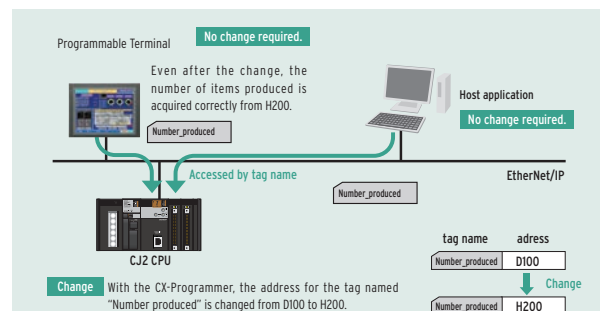 Programmable Terminal
No change required.
Even after the change, the
number of items produced is
acquired correctly from H200.
Number_produced
Host application
No change required.
Accessed by tag name
EtherNet/IP
Number_produced
CJ2 CPU
tag name adress
Number_produced D100
Change
Number_produced H200
Change With the CX-Programmer, the address for the tag named
"Number produced" is changed from D100 to H200.